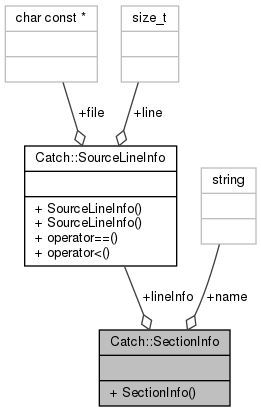 char const *
size_t
+file
+line
Catch::SourceLineInfo
+ SourceLineInfo()
+ SourceLineInfo()
+ operator==()
+ operator<()
string
+lineInfo
+name
Catch::SectionInfo
+ SectionInfo()